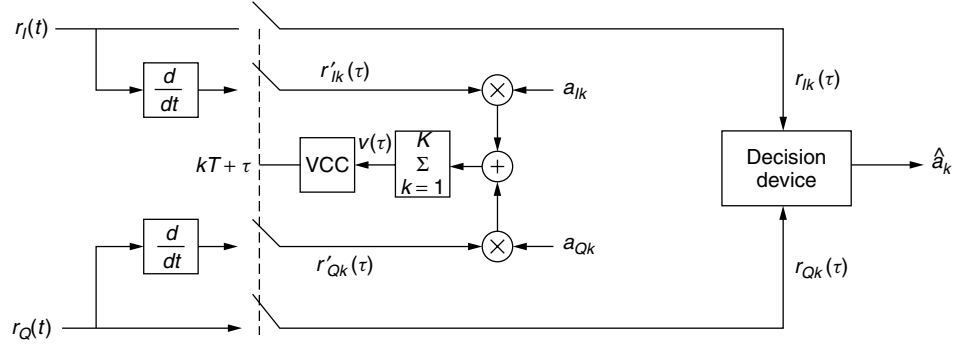 r_I(t)
d
dt
r′_Ik(τ)
×
a_Ik
r_Ik(τ)
kT + τ
VCC
v(τ)
K
Σ
k = 1
+
Decision
device
â_k
d
dt
r′_Qk(τ)
×
a_Qk
r_Qk(τ)
r_Q(t)